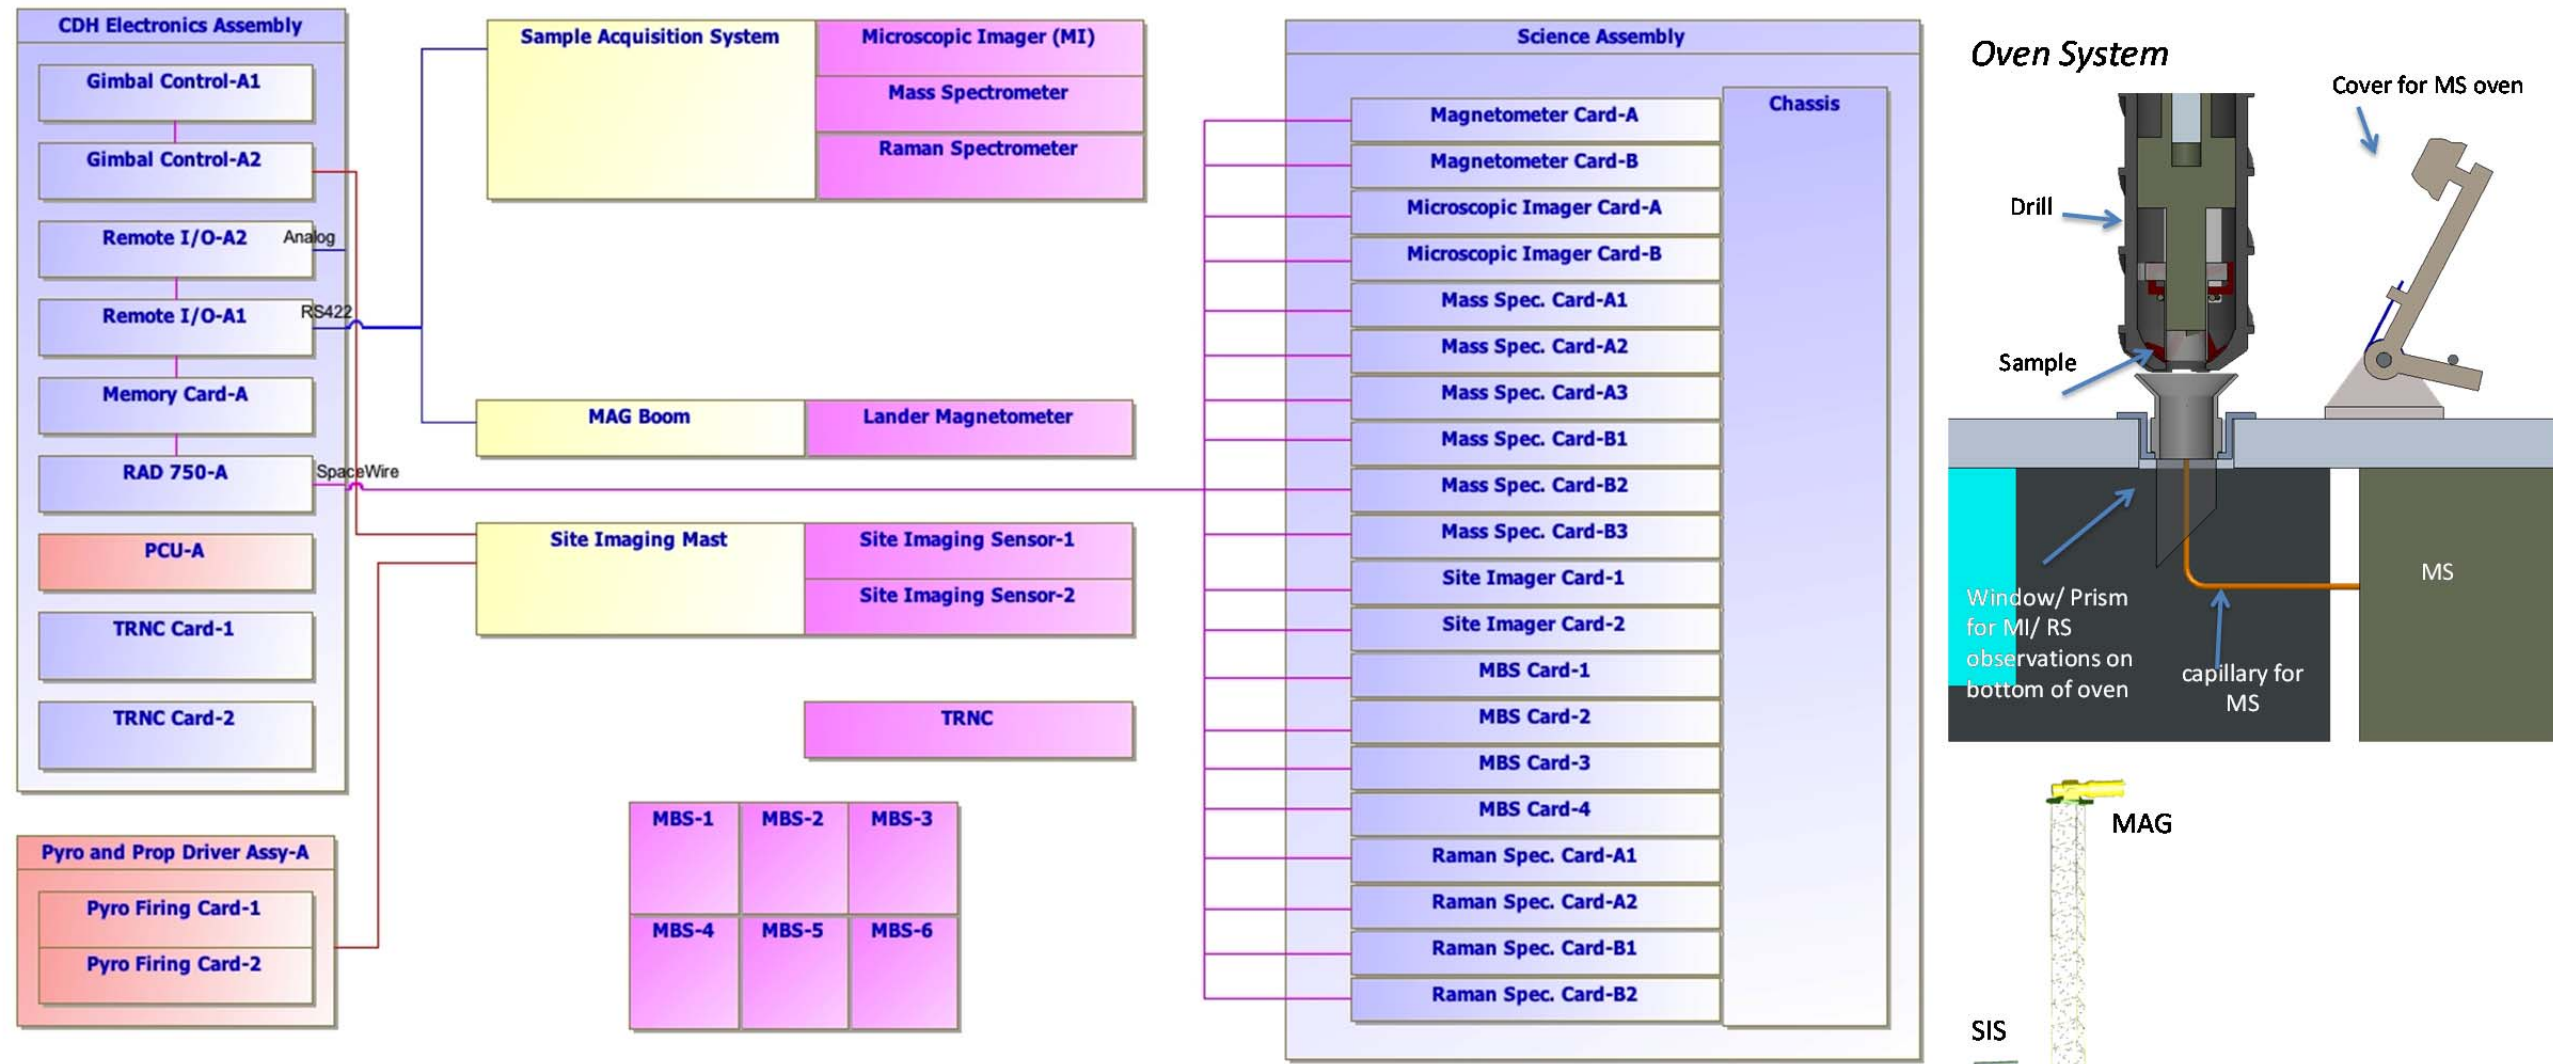 CDH Electronics Assembly
Gimbal Control-A1
Gimbal Control-A2
Remote I/O-A2
Analog
Remote I/O-A1
RS422
Memory Card-A
RAD 750-A
SpaceWire
PCU-A
TRNC Card-1
TRNC Card-2
Pyro and Prop Driver Assy-A
Pyro Firing Card-1
Pyro Firing Card-2
Sample Acquisition System
Microscopic Imager (MI)
Mass Spectrometer
Raman Spectrometer
MAG Boom
Lander Magnetometer
Site Imaging Mast
Site Imaging Sensor-1
Site Imaging Sensor-2
TRNC
MBS-1
MBS-2
MBS-3
MBS-4
MBS-5
MBS-6
Science Assembly
Chassis
Magnetometer Card-A
Magnetometer Card-B
Microscopic Imager Card-A
Microscopic Imager Card-B
Mass Spec. Card-A1
Mass Spec. Card-A2
Mass Spec. Card-A3
Mass Spec. Card-B1
Mass Spec. Card-B2
Mass Spec. Card-B3
Site Imager Card-1
Site Imager Card-2
MBS Card-1
MBS Card-2
MBS Card-3
MBS Card-4
Raman Spec. Card-A1
Raman Spec. Card-A2
Raman Spec. Card-B1
Raman Spec. Card-B2
Oven System
Cover for MS oven
Drill
Sample
MS
Window/ Prism
for MI/ RS
observations on
bottom of oven
capillary for
MS
MAG
SIS